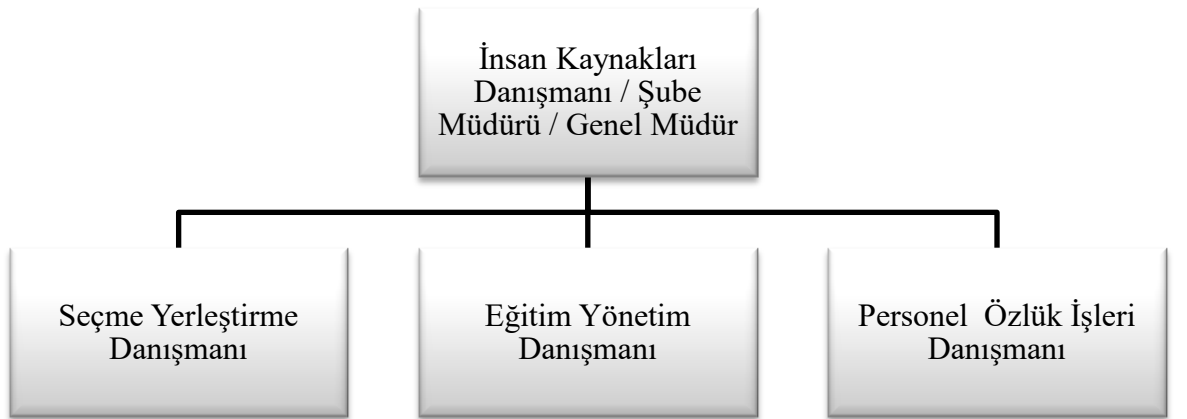 İnsan Kaynakları
Danışmanı / Şube
Müdürü / Genel Müdür
Seçme Yerleştirme
Danışmanı
Eğitim Yönetim
Danışmanı
Personel Özlük İşleri
Danışmanı